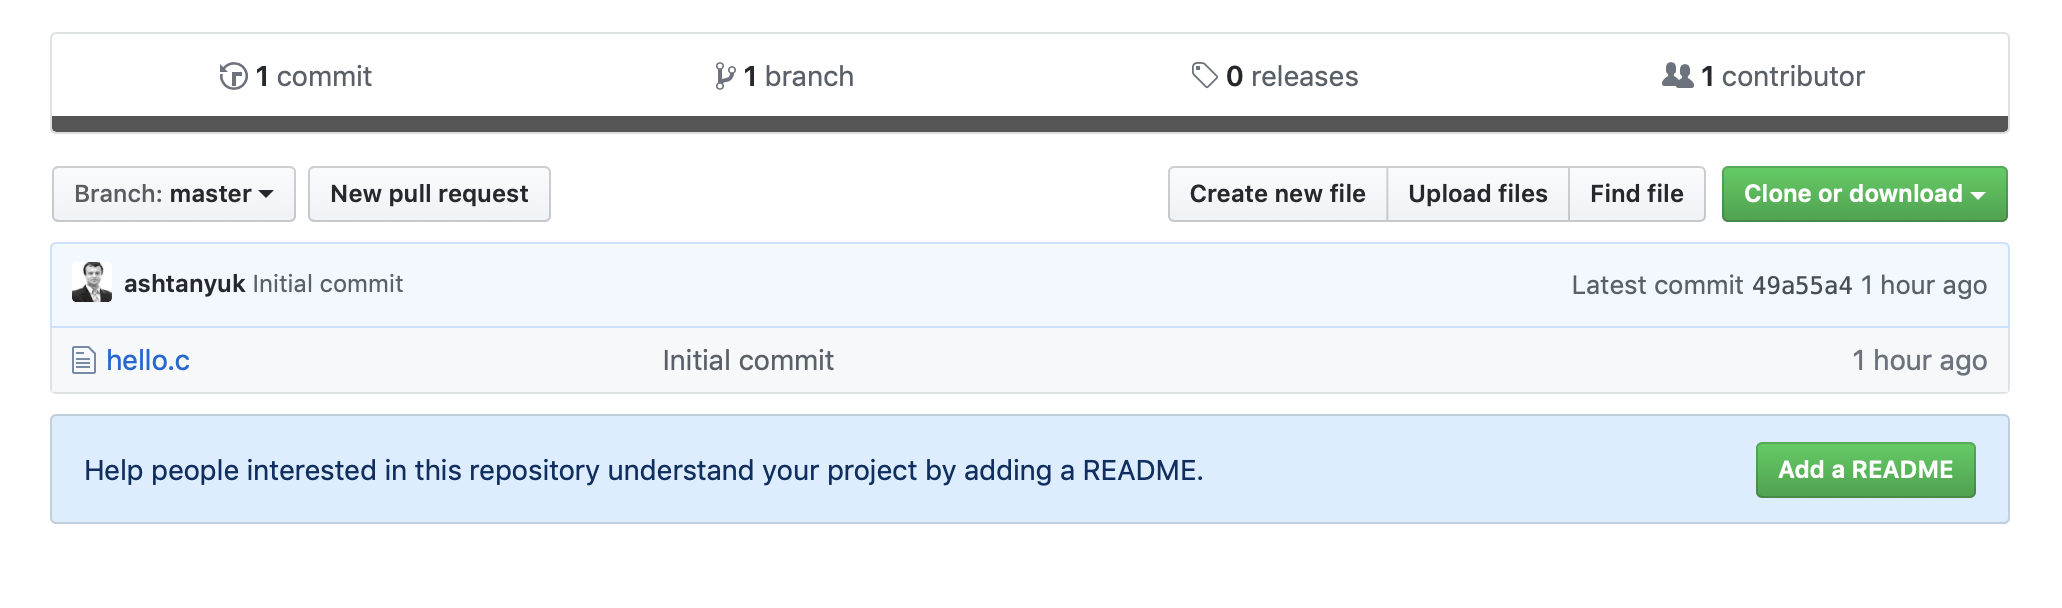 1 commit 1 branch 0 releases 1 contributor
Branch: master New pull request Create new file Upload files Find file Clone or download
ashtanyuk Initial commit Latest commit 49a55a4 1 hour ago
hello.c Initial commit 1 hour ago
Help people interested in this repository understand your project by adding a README. Add a README